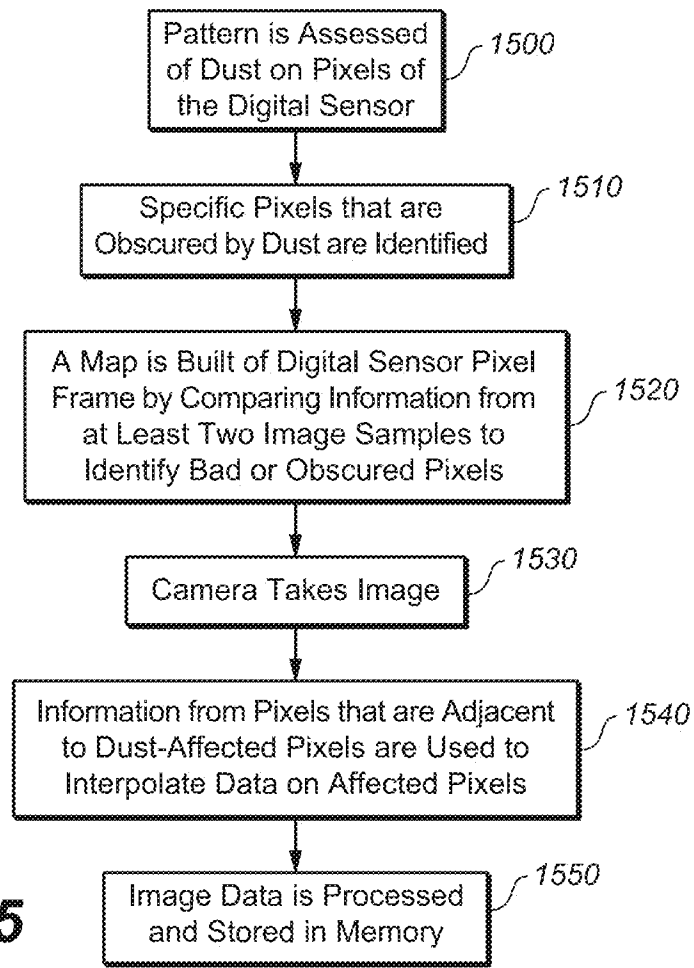 Pattern is Assessed
of Dust on Pixels of
the Digital Sensor
1500
Specific Pixels that are
Obscured by Dust are Identified
1510
A Map is Built of Digital Sensor Pixel
Frame by Comparing Information from
at Least Two Image Samples to
Identify Bad or Obscured Pixels
1520
Camera Takes Image
1530
Information from Pixels that are Adjacent
to Dust-Affected Pixels are Used to
Interpolate Data on Affected Pixels
1540
Image Data is Processed
and Stored in Memory
1550
5